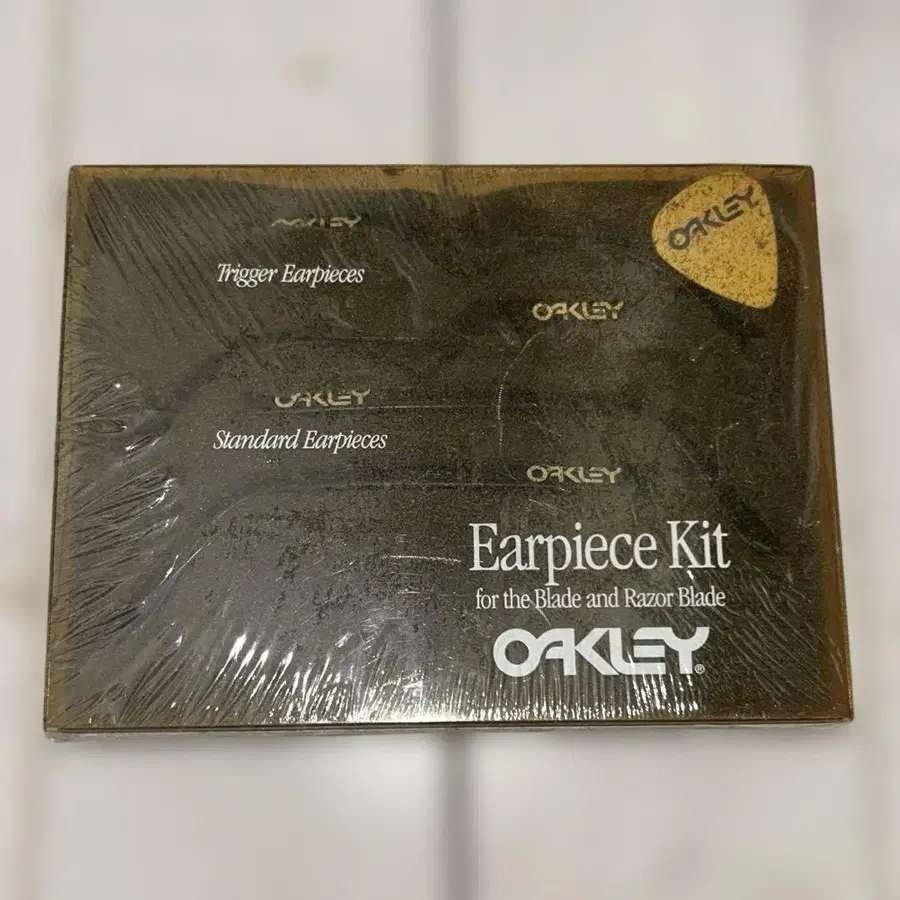 OAKLEY
OAKLEY
Trigger Earpieces
OAKLEY
OAKLEY
Standard Earpieces
OAKLEY
Earpiece Kit
for the Blade and Razor Blade
OAKLEY®